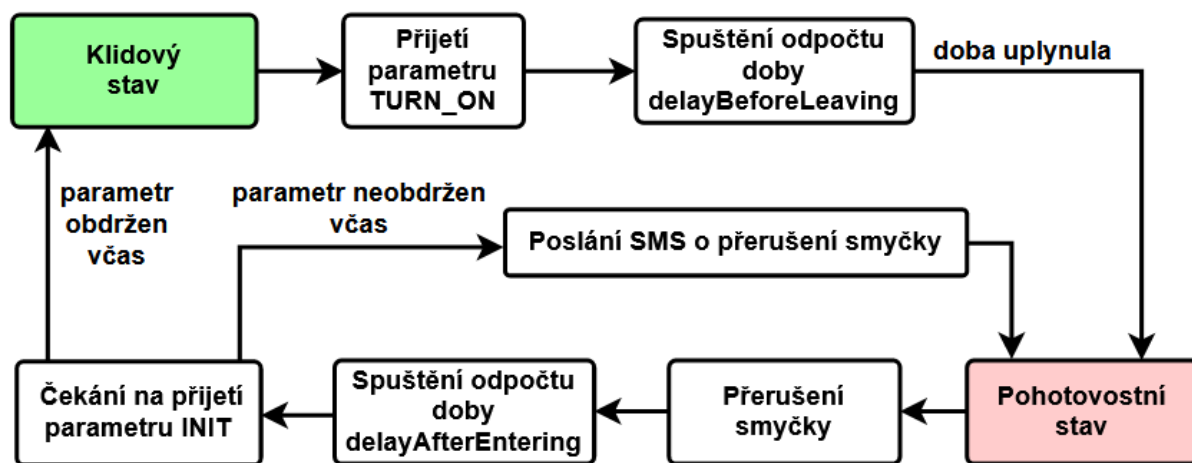 Klidový
stav
Přijetí
parametru
TURN_ON
Spuštění odpočtu
doby
delayBeforeLeaving
doba uplynula
parametr
obdržen
včas
parametr neobdržen
včas
Poslání SMS o přerušení smyčky
Čekání na přijetí
parametru INIT
Spuštění odpočtu
doby
delayAfterEntering
Přerušení
smyčky
Pohotovostní
stav